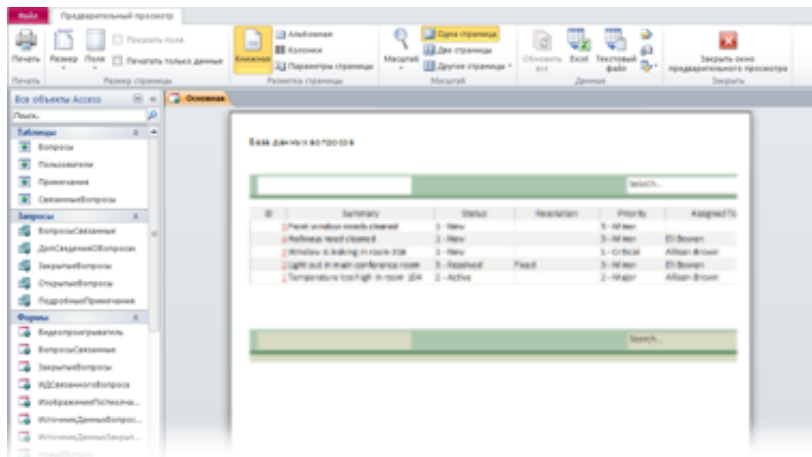 Файл Предварительный просмотр
Печать
Размер Поля
Показать поля
Печатать только данные
Книжная
Альбомная
Колонки
Параметры страницы
Масштаб
Одна страница
Две страницы
Другие страницы
Обновить все
Excel
Текстовый файл
Закрыть окно предварительного просмотра
Печать Размер страницы Разметка страницы Масштаб Данные Закрыть
Все объекты Access
Основная
Поиск...
Таблицы
Вопросы
Пользователи
Примечания
СвязанныеВопросы
Запросы
ВопросыСвязанные
ДопСведенияОВопросах
ЗакрытыеВопросы
ОткрытыеВопросы
ПодробныеПримечания
Формы
Видеопроигрыватель
ВопросыСвязанные
ЗакрытыеВопросы
ИДСвязанногоВопроса
База данных вопросов
Search...
ID Summary Status Resolution Priority Assigned To
Front window needs cleaned 1 - New 3 - Minor
Hallways need cleaned 1 - New 3 - Minor Eli Bowen
Window is leaking in room 1 - New 1 - Critical Allison Brown
Light out in main conference room 3 - Resolved Fixed 3 - Minor Eli Bowen
Temperature too high in room 2 - Active 2 - Major Allison Brown
Search...